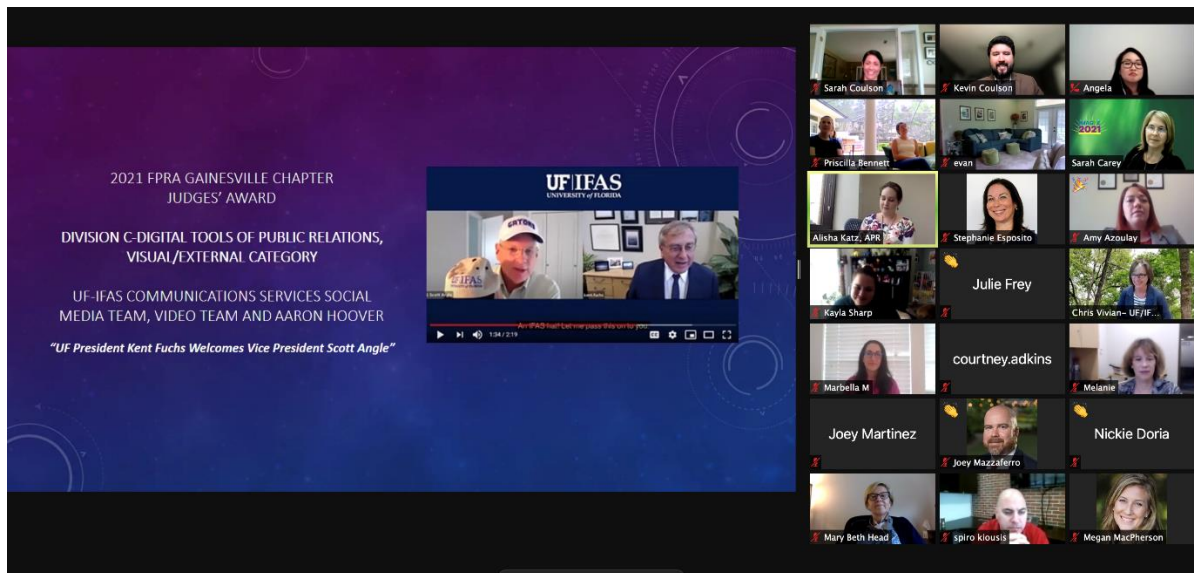 2021 FPRA GAINESVILLE CHAPTER
JUDGES’ AWARD
DIVISION C-DIGITAL TOOLS OF PUBLIC RELATIONS,
VISUAL/EXTERNAL CATEGORY
UF-IFAS COMMUNICATIONS SERVICES SOCIAL
MEDIA TEAM, VIDEO TEAM AND AARON HOOVER
“UF President Kent Fuchs Welcomes Vice President Scott Angle”
UF|IFAS
UNIVERSITY of FLORIDA
GATORS
UF IFAS
An IFAS hat! Let me pass this on to you.
1:34 / 2:19
Sarah Coulson
Kevin Coulson
Angela
Priscilla Bennett
evan
2021
Sarah Carey
Alisha Katz, APR
Stephanie Esposito
Amy Azoulay
Kayla Sharp
Julie Frey
Chris Vivian- UF/IF...
Marbella M
courtney.adkins
Melanie
Joey Martinez
Joey Mazzaferro
Nickie Doria
Mary Beth Head
spiro kiousis
Megan MacPherson